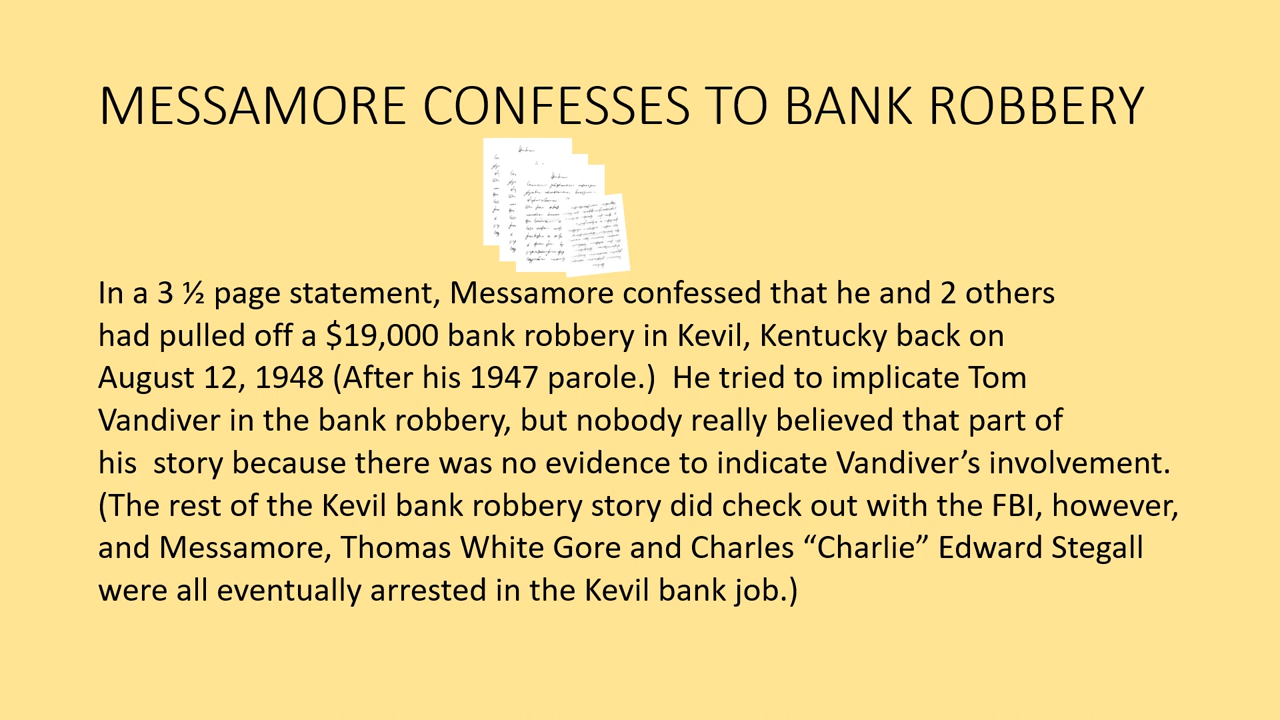 MESSAMORE CONFESSES TO BANK ROBBERY
In a 3 ½ page statement, Messamore confessed that he and 2 others
had pulled off a $19,000 bank robbery in Kevil, Kentucky back on
August 12, 1948 (After his 1947 parole.)  He tried to implicate Tom
Vandiver in the bank robbery, but nobody really believed that part of
his  story because there was no evidence to indicate Vandiver’s involvement.
(The rest of the Kevil bank robbery story did check out with the FBI, however,
and Messamore, Thomas White Gore and Charles “Charlie” Edward Stegall
were all eventually arrested in the Kevil bank job.)